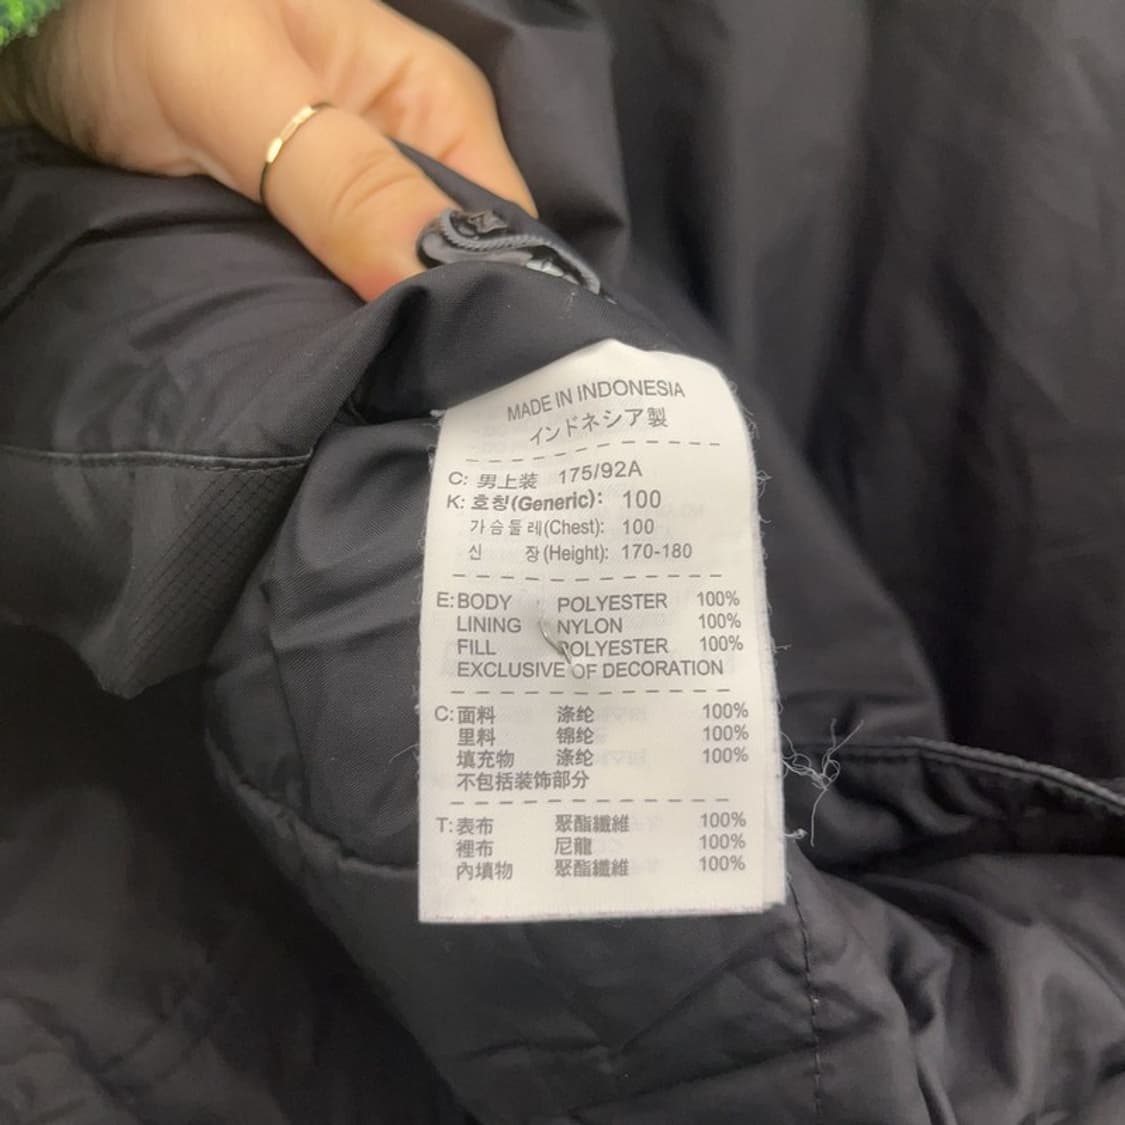 MADE IN INDONESIA
インドネシア製
C: 男上装 175/92A
K: 호칭(Generic): 100
가슴둘레(Chest): 100
신 장(Height): 170-180
E: BODY POLYESTER 100%
LINING NYLON 100%
FILL POLYESTER 100%
EXCLUSIVE OF DECORATION
C: 面料 涤纶 100%
里料 锦纶 100%
填充物 涤纶 100%
不包括装饰部分
T: 表布 聚酯纖維 100%
裡布 尼龍 100%
內填物 聚酯纖維 100%